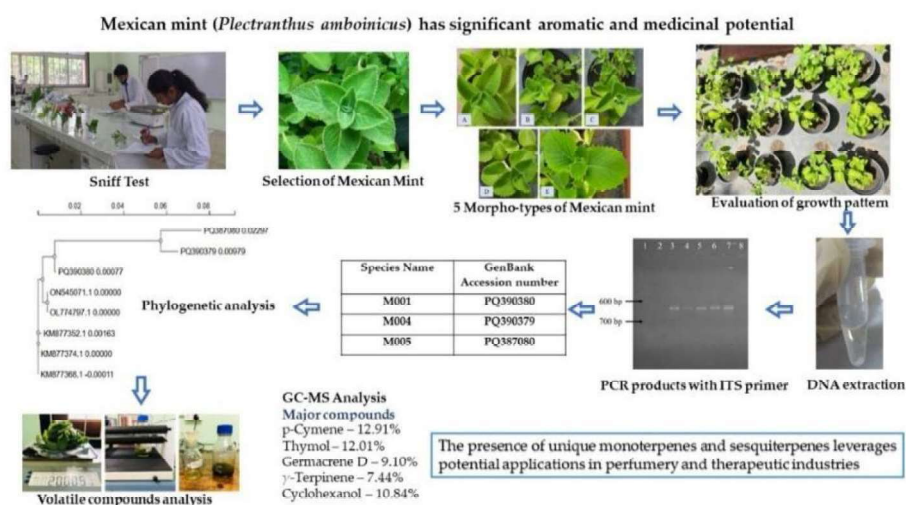 Mexican mint (Plectranthus amboinicus) has significant aromatic and medicinal potential
Sniff Test
Selection of Mexican Mint
A
B
C
D
E
5 Morpho-types of Mexican mint
Evaluation of growth pattern
0.02 0.04 0.06 0.08
PQ387080 0.02297
PQ390379 0.00979
PQ390380 0.00077
ON545071.1 0.00000
OL774797.1 0.00000
KM877352.1 0.00163
KM877374.1 0.00000
KM877368.1 -0.00011
Phylogenetic analysis
Species Name GenBank Accession number
M001 PQ390380
M004 PQ390379
M005 PQ387080
1 2 3 4 5 6 7 8
600 bp
700 bp
PCR products with ITS primer
DNA extraction
Volatile compounds analysis
GC-MS Analysis
Major compounds
p-Cymene – 12.91%
Thymol – 12.01%
Germacrene D – 9.10%
γ-Terpinene – 7.44%
Cyclohexanol – 10.84%
The presence of unique monoterpenes and sesquiterpenes leverages
potential applications in perfumery and therapeutic industries